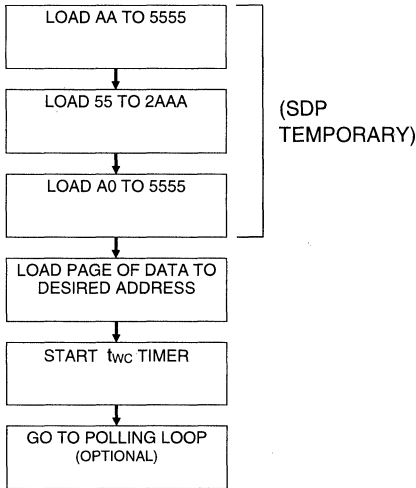 LOAD AA TO 5555
LOAD 55 TO 2AAA
LOAD A0 TO 5555
(SDP
TEMPORARY)
LOAD PAGE OF DATA TO
DESIRED ADDRESS
START tWC TIMER
GO TO POLLING LOOP
(OPTIONAL)